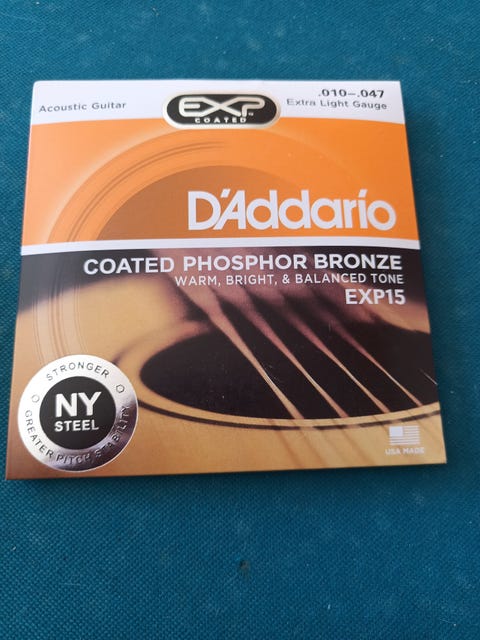 Acoustic Guitar
EXP
COATED
.010–.047
Extra Light Gauge
D'Addario
COATED PHOSPHOR BRONZE
WARM, BRIGHT, & BALANCED TONE
EXP15
STRONGER
NY
STEEL
GREATER PITCH STABILITY
USA MADE